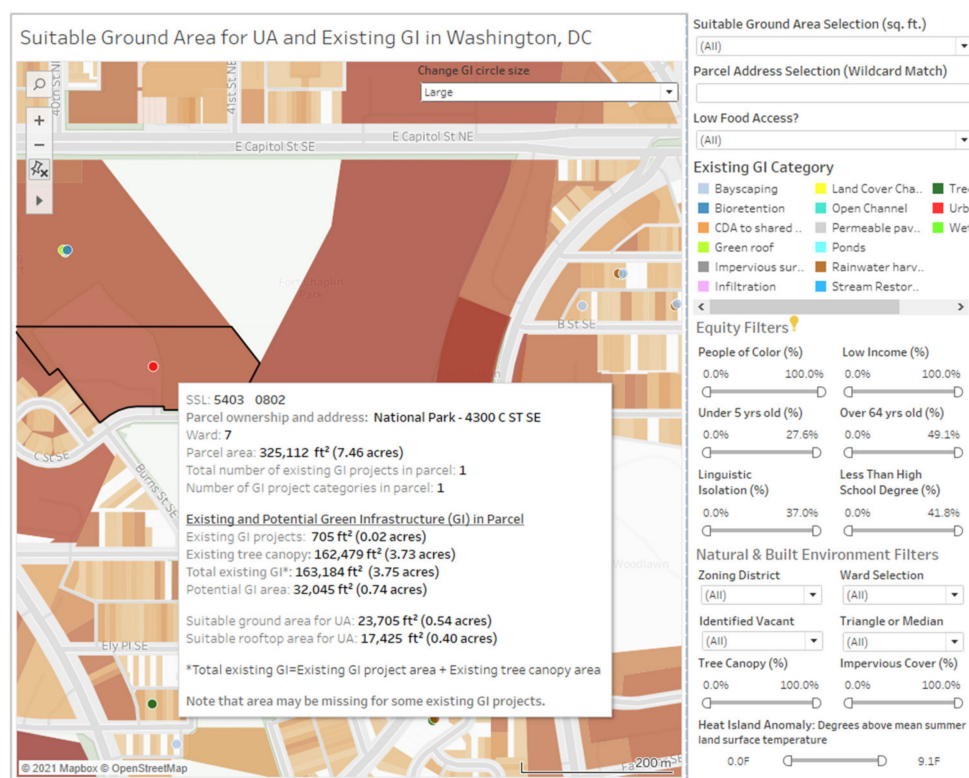 Suitable Ground Area for UA and Existing GI in Washington, DC
Change GI circle size
Large
40th St NE
41st St NE
E Capitol St SE
E Capitol St NE
Fort Chaplin
Park
B St SE
C St SE
Burns St SE
Woodlawn
Ely Pl SE
SSL: 5403 0802
Parcel ownership and address: National Park - 4300 C ST SE
Ward: 7
Parcel area: 325,112 ft² (7.46 acres)
Total number of existing GI projects in parcel: 1
Number of GI project categories in parcel: 1
Existing and Potential Green Infrastructure (GI) in Parcel
Existing GI projects: 705 ft² (0.02 acres)
Existing tree canopy: 162,479 ft² (3.73 acres)
Total existing GI*: 163,184 ft² (3.75 acres)
Potential GI area: 32,045 ft² (0.74 acres)
Suitable ground area for UA: 23,705 ft² (0.54 acres)
Suitable rooftop area for UA: 17,425 ft² (0.40 acres)
*Total existing GI=Existing GI project area + Existing tree canopy area
Note that area may be missing for some existing GI projects.
© 2021 Mapbox © OpenStreetMap
200 m
Suitable Ground Area Selection (sq. ft.)
(All)
Parcel Address Selection (Wildcard Match)
Low Food Access?
(All)
Existing GI Category
Bayscaping Land Cover Cha.. Tree
Bioretention Open Channel Urb
CDA to shared .. Permeable pav.. Wet
Green roof Ponds
Impervious sur.. Rainwater harv..
Infiltration Stream Restor..
Equity Filters
People of Color (%) Low Income (%)
0.0% 100.0% 0.0% 100.0%
Under 5 yrs old (%) Over 64 yrs old (%)
0.0% 27.6% 0.0% 49.1%
Linguistic Less Than High
Isolation (%) School Degree (%)
0.0% 37.0% 0.0% 41.8%
Natural & Built Environment Filters
Zoning District Ward Selection
(All) (All)
Identified Vacant Triangle or Median
(All) (All)
Tree Canopy (%) Impervious Cover (%)
0.0% 100.0% 0.0% 100.0%
Heat Island Anomaly: Degrees above mean summer
land surface temperature
0.0F 9.1F